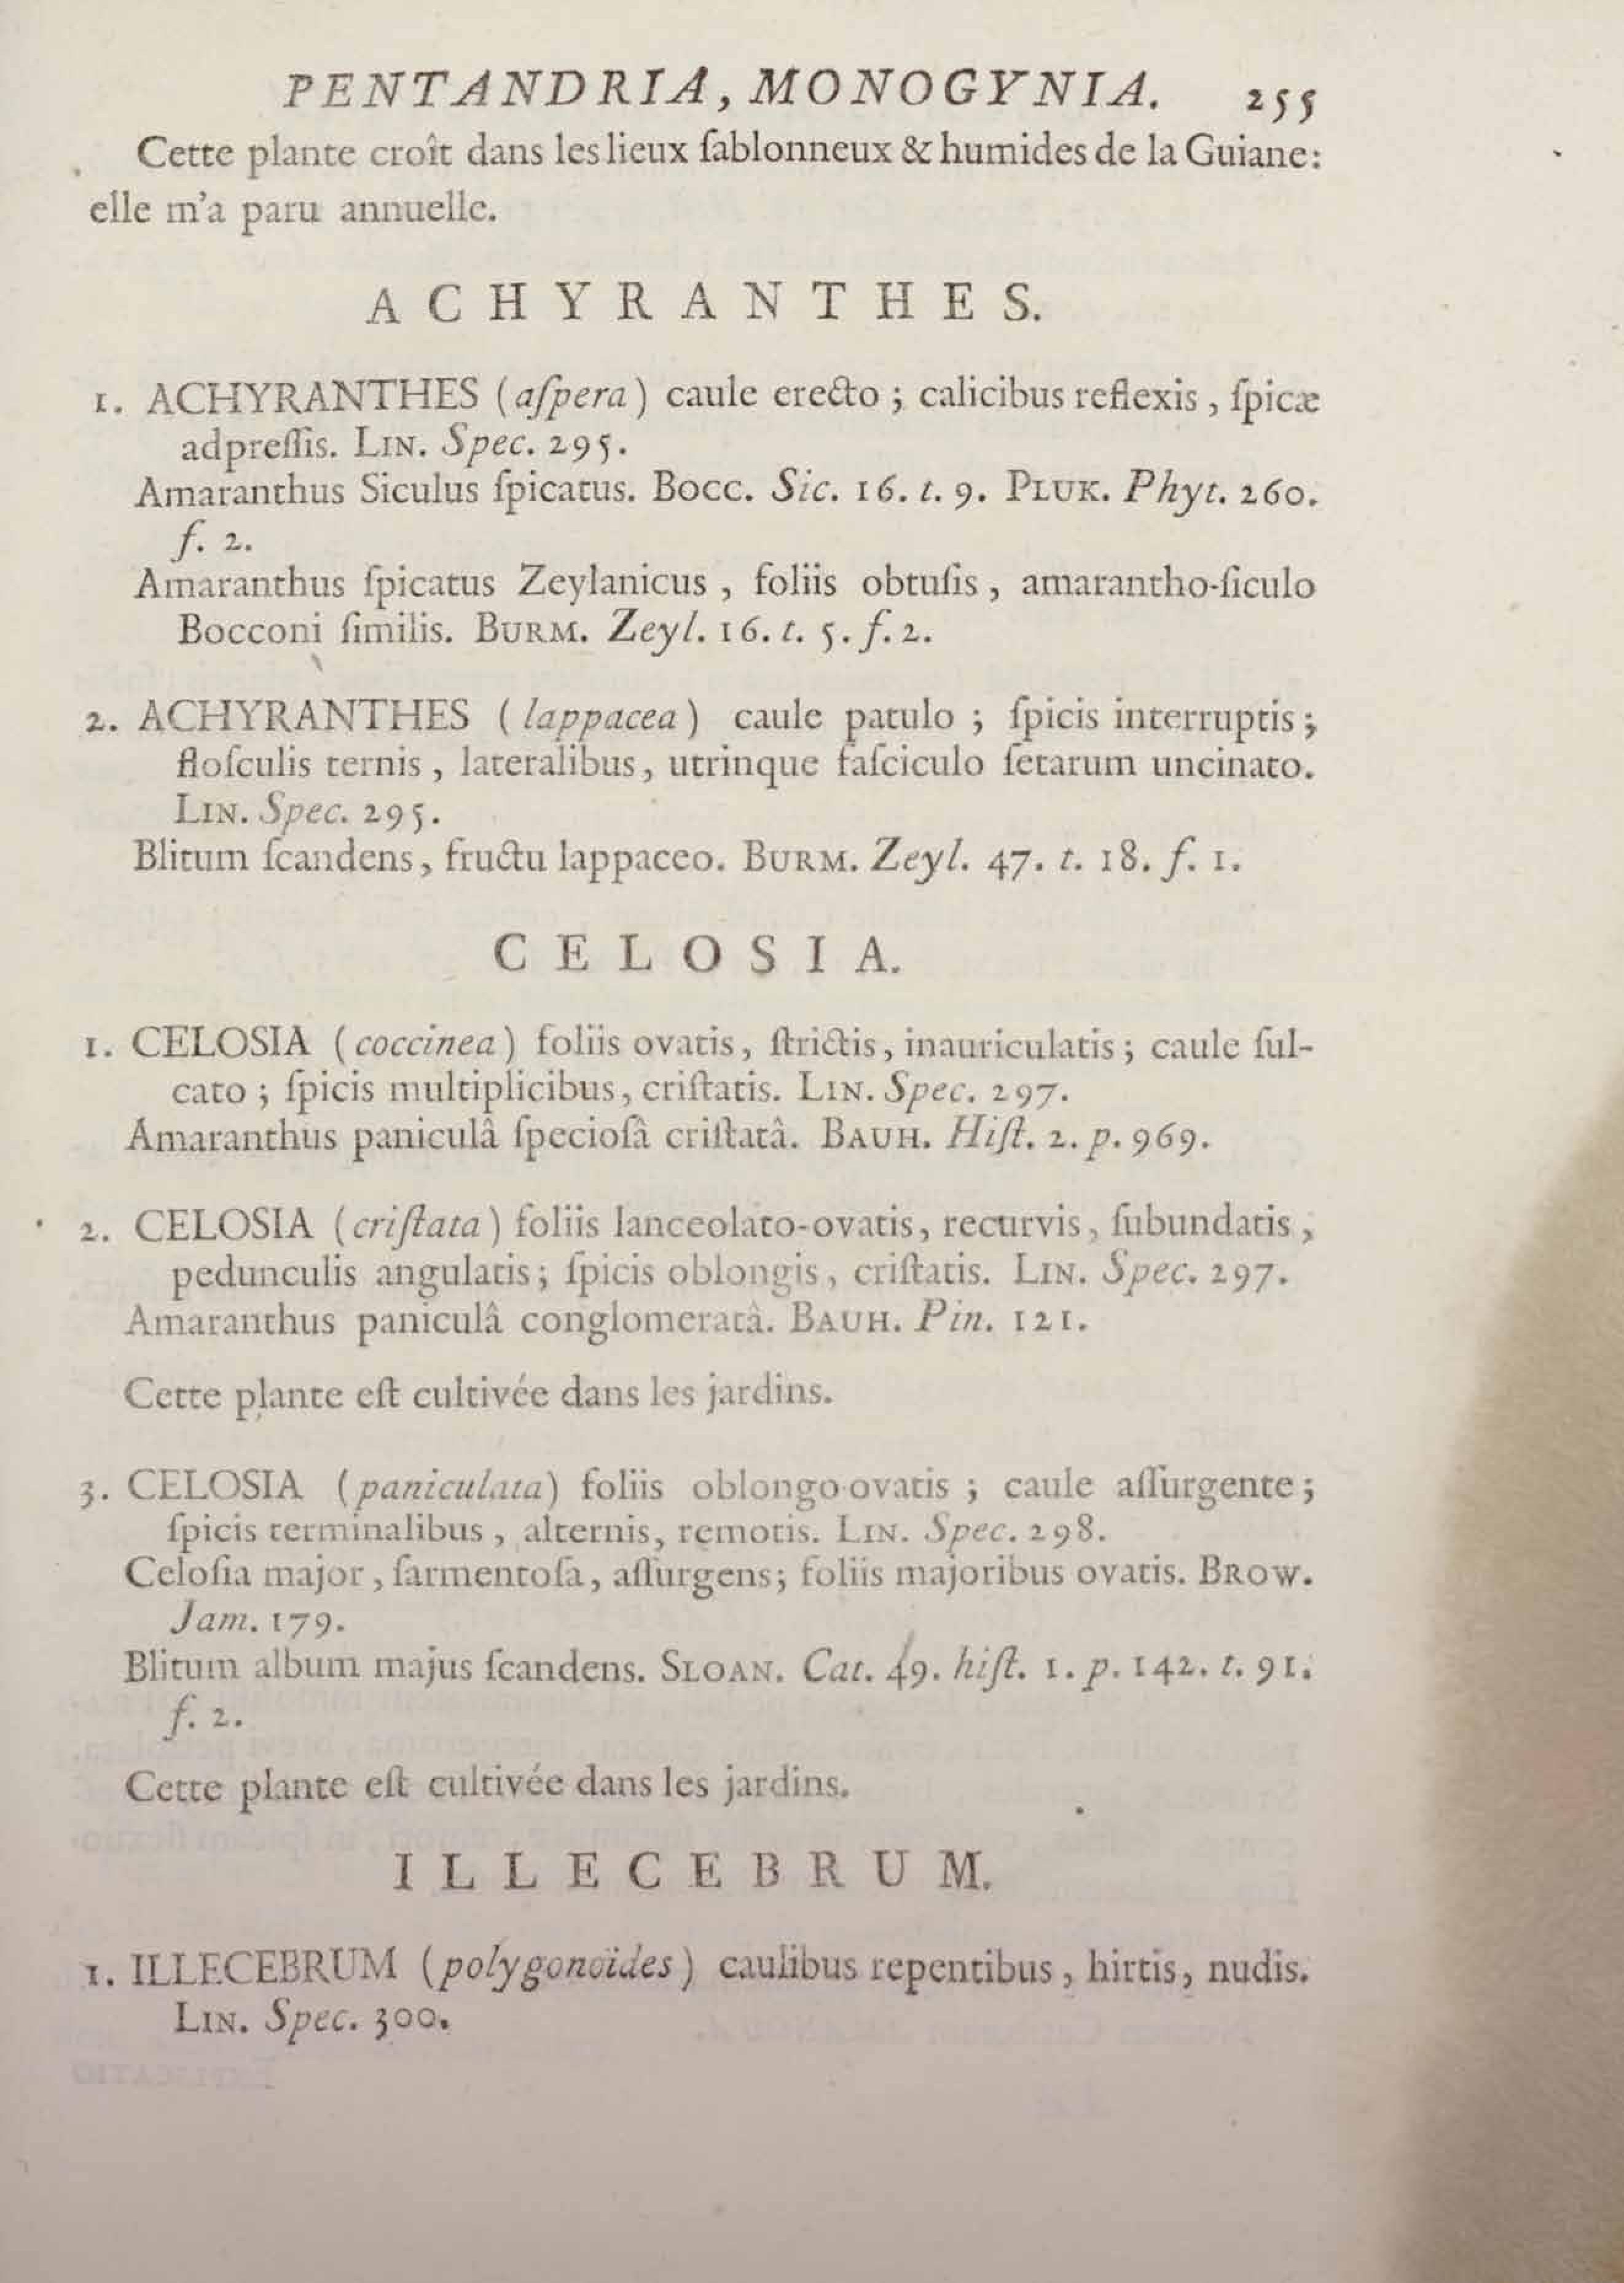 PENTANDRIA, MONOGYNIA. 255
Cette plante croît dans les lieux ſablonneux & humides de la Guiane:
elle m'a paru annuelle.
ACHYRANTHES.
1. ACHYRANTHES (aſpera) caule erecto ; calicibus reflexis, ſpicæ
adpreſſis. LIN. Spec. 295.
Amaranthus Siculus ſpicatus. BOCC. Sic. 16. t. 9. PLUK. Phyt. 260.
f. 2.
Amaranthus ſpicatus Zeylanicus, foliis obtuſis, amarantho-ſiculo
Bocconi ſimilis. BURM. Zeyl. 16. t. 5. f. 2.
2. ACHYRANTHES (lappacea) caule patulo ; ſpicis interruptis ;
floſculis ternis, lateralibus, utrinque faſciculo ſetarum uncinato.
LIN. Spec. 295.
Blitum ſcandens, fructu lappaceo. BURM. Zeyl. 47. t. 18. f. 1.
CELOSIA.
1. CELOSIA (coccinea) foliis ovatis, ſtrictis, inauriculatis ; caule ſul-
cato ; ſpicis multiplicibus, criſtatis. LIN. Spec. 297.
Amaranthus paniculâ ſpecioſâ criſtatâ. BAUH. Hiſt. 2. p. 969.
2. CELOSIA (criſtata) foliis lanceolato-ovatis, recurvis, ſubundatis,
pedunculis angulatis ; ſpicis oblongis, criſtatis. LIN. Spec. 297.
Amaranthus paniculâ conglomeratâ. BAUH. Pin. 121.
Cette plante eſt cultivée dans les jardins.
3. CELOSIA (paniculata) foliis oblongo-ovatis ; caule aſſurgente ;
ſpicis terminalibus, alternis, remotis. LIN. Spec. 298.
Celoſia major, ſarmentoſa, aſſurgens ; foliis majoribus ovatis. BROW.
Jam. 179.
Blitum album majus ſcandens. SLOAN. Cat. 49. hiſt. 1. p. 142. t. 91.
f. 2.
Cette plante eſt cultivée dans les jardins.
ILLECEBRUM.
1. ILLECEBRUM (polygonoïdes) caulibus repentibus, hirtis, nudis.
LIN. Spec. 300.